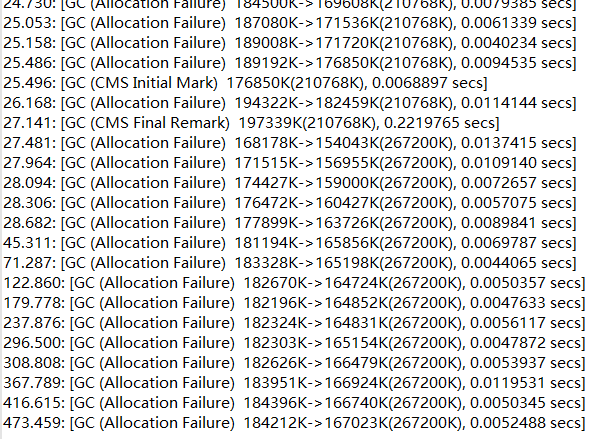 24.730: [GC (Allocation Failure)  184500K->169608K(210768K), 0.0079385 secs]
25.053: [GC (Allocation Failure)  187080K->171536K(210768K), 0.0061339 secs]
25.158: [GC (Allocation Failure)  189008K->171720K(210768K), 0.0040234 secs]
25.486: [GC (Allocation Failure)  189192K->176850K(210768K), 0.0094535 secs]
25.496: [GC (CMS Initial Mark)  176850K(210768K), 0.0068897 secs]
26.168: [GC (Allocation Failure)  194322K->182459K(210768K), 0.0114144 secs]
27.141: [GC (CMS Final Remark)  197339K(210768K), 0.2219765 secs]
27.481: [GC (Allocation Failure)  168178K->154043K(267200K), 0.0137415 secs]
27.964: [GC (Allocation Failure)  171515K->156955K(267200K), 0.0109140 secs]
28.094: [GC (Allocation Failure)  174427K->159000K(267200K), 0.0072657 secs]
28.306: [GC (Allocation Failure)  176472K->160427K(267200K), 0.0057075 secs]
28.682: [GC (Allocation Failure)  177899K->163726K(267200K), 0.0089841 secs]
45.311: [GC (Allocation Failure)  181194K->165856K(267200K), 0.0069787 secs]
71.287: [GC (Allocation Failure)  183328K->165198K(267200K), 0.0044065 secs]
122.860: [GC (Allocation Failure)  182670K->164724K(267200K), 0.0050357 secs]
179.778: [GC (Allocation Failure)  182196K->164852K(267200K), 0.0047633 secs]
237.876: [GC (Allocation Failure)  182324K->164831K(267200K), 0.0056117 secs]
296.500: [GC (Allocation Failure)  182303K->165154K(267200K), 0.0047872 secs]
308.808: [GC (Allocation Failure)  182626K->166479K(267200K), 0.0053937 secs]
367.789: [GC (Allocation Failure)  183951K->166924K(267200K), 0.0119531 secs]
416.615: [GC (Allocation Failure)  184396K->166740K(267200K), 0.0050345 secs]
473.459: [GC (Allocation Failure)  184212K->167023K(267200K), 0.0052488 secs]